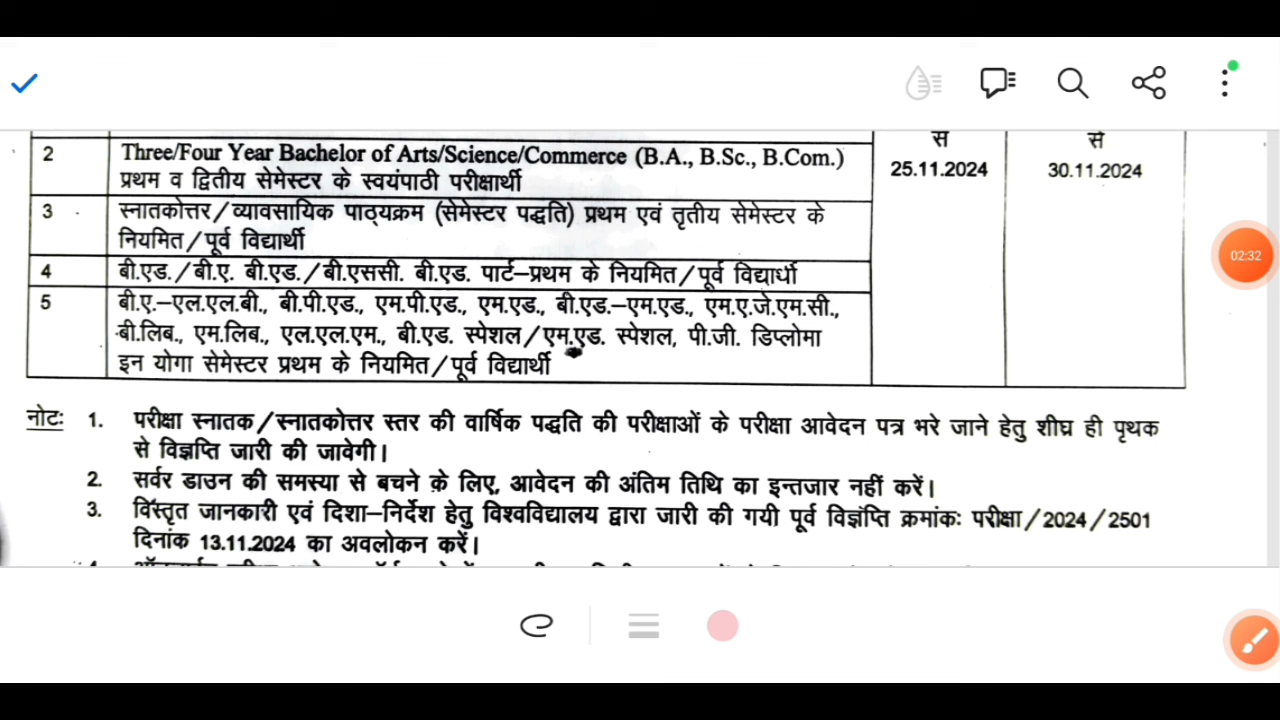 से से
2 Three/Four Year Bachelor of Arts/Science/Commerce (B.A., B.Sc., B.Com.) 25.11.2024 30.11.2024
प्रथम व द्वितीय सेमेस्टर के स्वयंपाठी परीक्षार्थी
3 स्नातकोत्तर/व्यावसायिक पाठ्यक्रम (सेमेस्टर पद्धति) प्रथम एवं तृतीय सेमेस्टर के
नियमित/पूर्व विद्यार्थी
02:32
4 बी.एड./बी.ए. बी.एड./बी.एससी. बी.एड. पार्ट–प्रथम के नियमित/पूर्व विद्यार्थी
5 बी.ए.–एल.एल.बी., बी.पी.एड., एम.पी.एड., एम.एड., बी.एड.–एम.एड., एम.ए.जे.एम.सी.,
बी.लिब., एम.लिब., एल.एल.एम., बी.एड. स्पेशल/एम.एड. स्पेशल, पी.जी. डिप्लोमा
इन योगा सेमेस्टर प्रथम के नियमित/पूर्व विद्यार्थी
नोटः 1. परीक्षा स्नातक/स्नातकोत्तर स्तर की वार्षिक पद्धति की परीक्षाओं के परीक्षा आवेदन पत्र भरे जाने हेतु शीघ्र ही पृथक
से विज्ञप्ति जारी की जावेगी।
2. सर्वर डाउन की समस्या से बचने के लिए, आवेदन की अंतिम तिथि का इन्तजार नहीं करें।
3. विस्तृत जानकारी एवं दिशा–निर्देश हेतु विश्वविद्यालय द्वारा जारी की गयी पूर्व विज्ञप्ति क्रमांकः परीक्षा/2024/2501
दिनांक 13.11.2024 का अवलोकन करें।